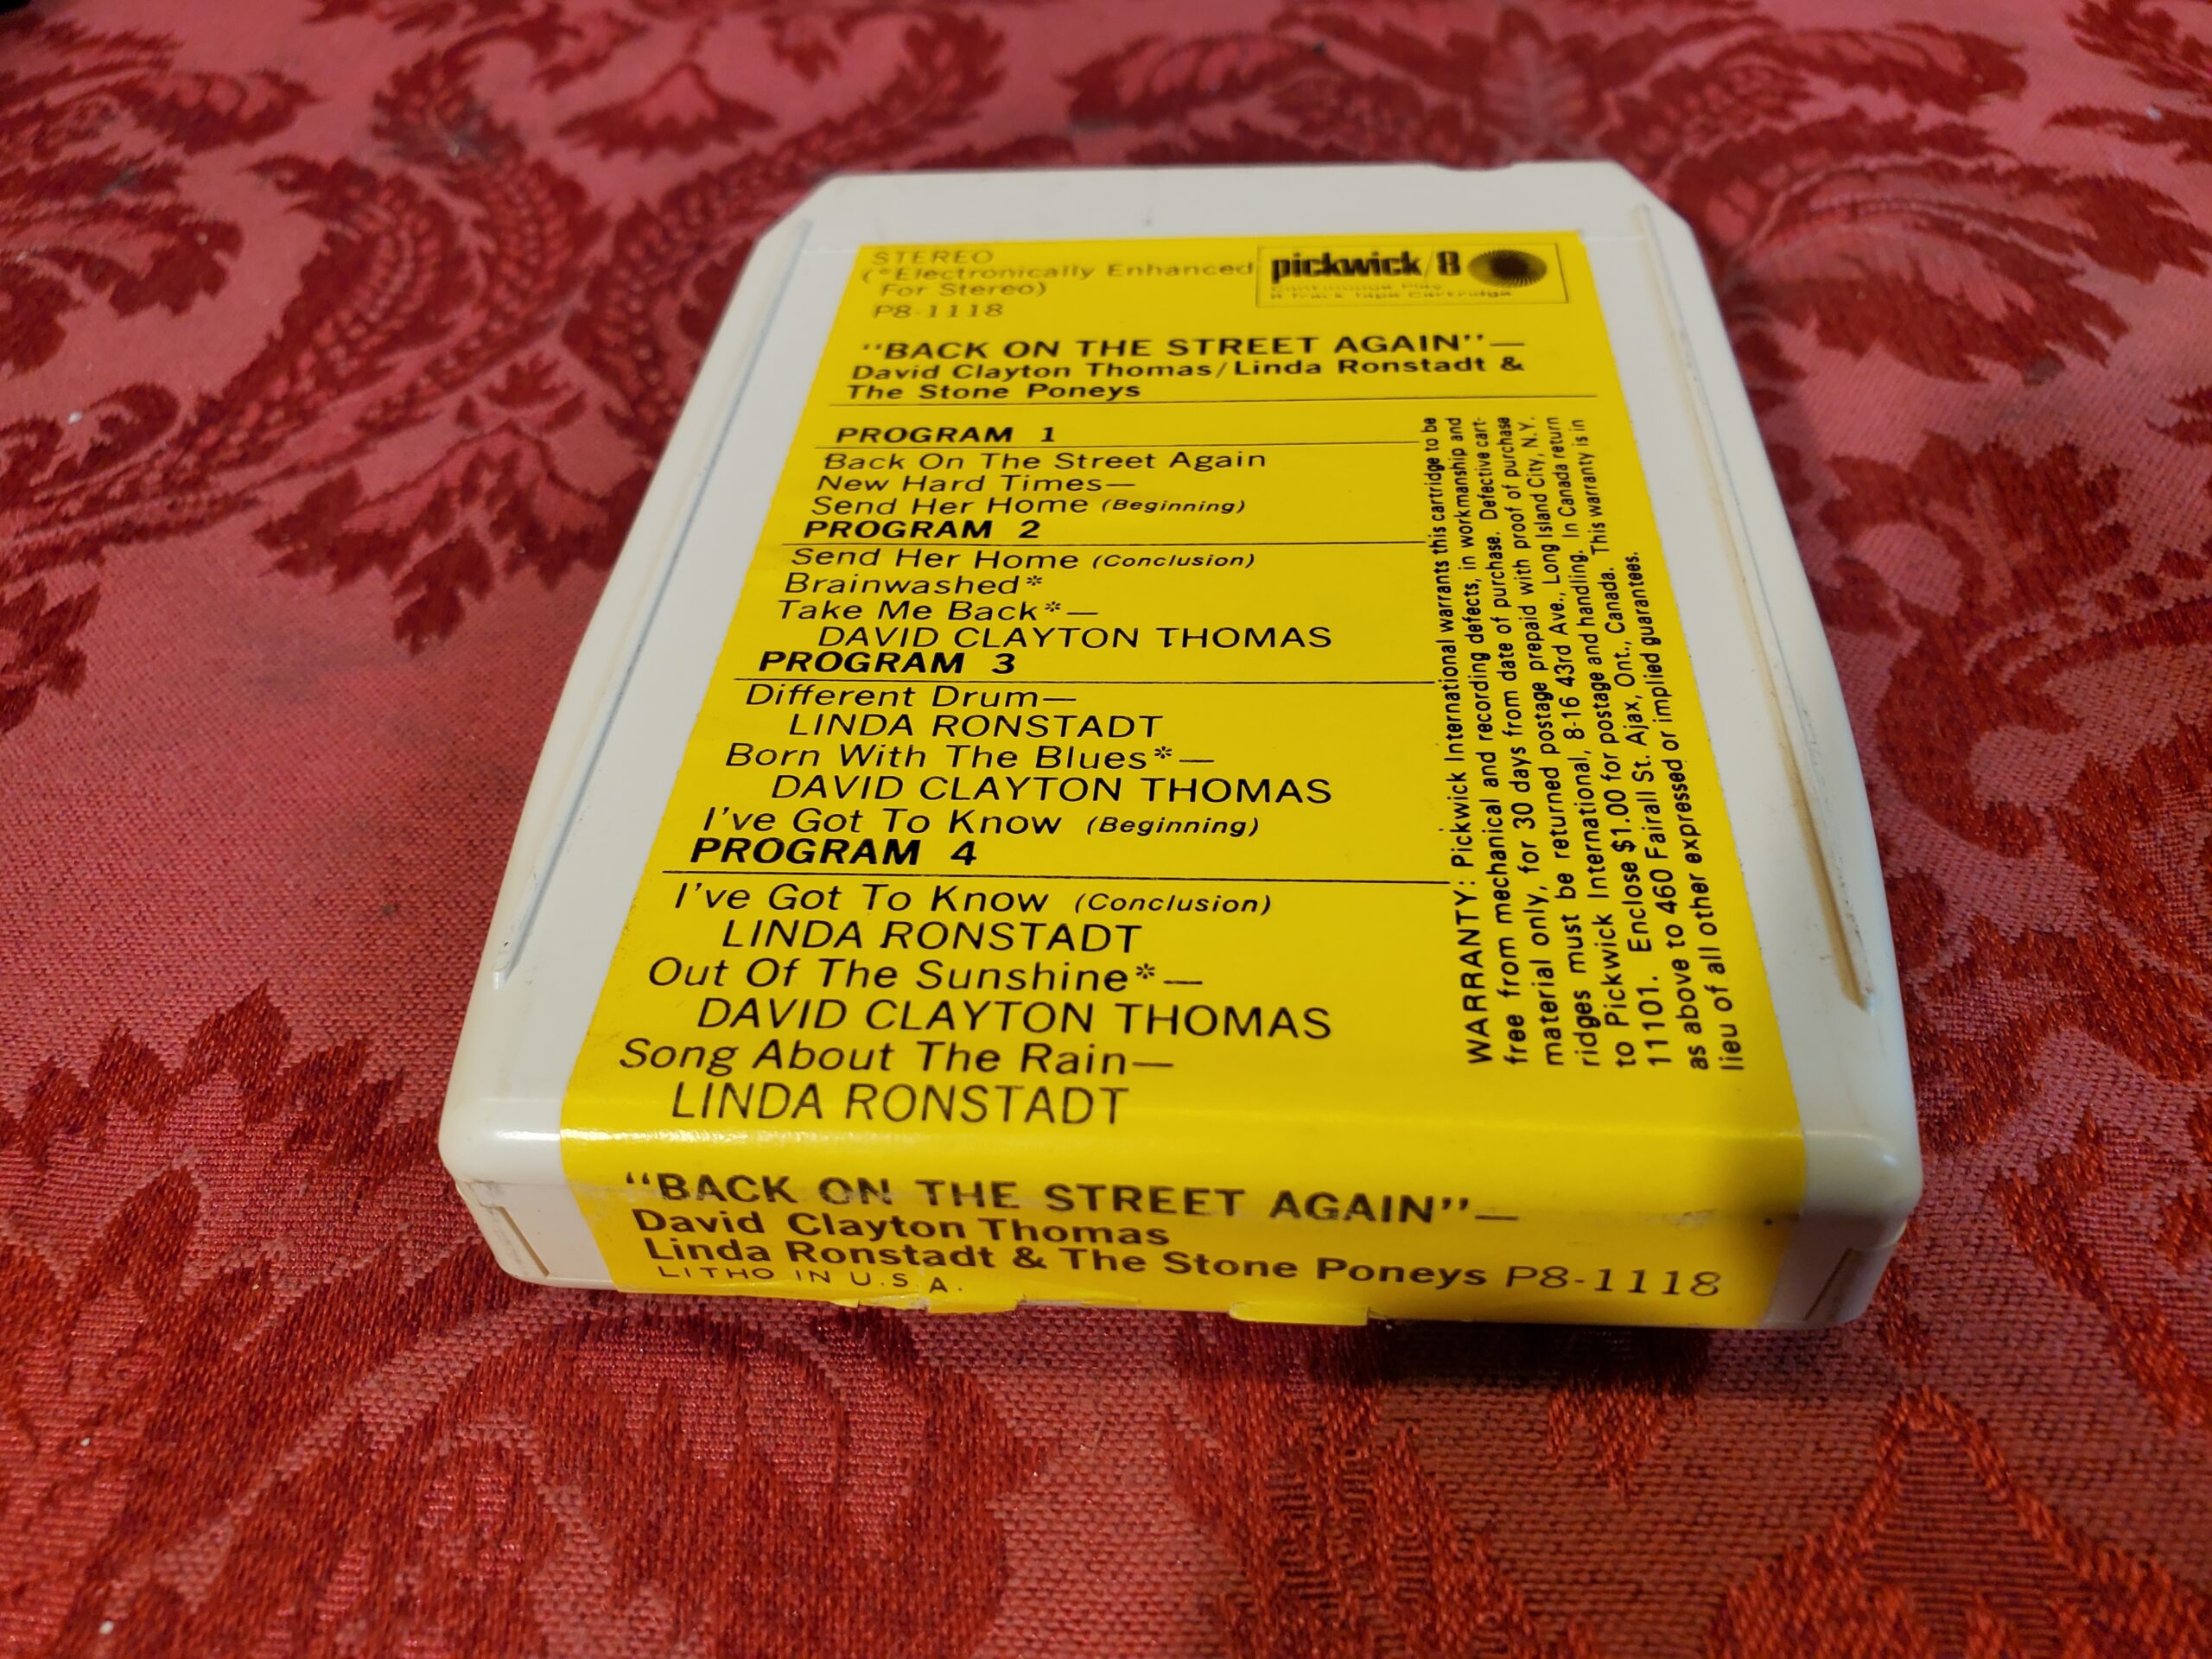 STEREO
(*Electronically Enhanced
For Stereo)
P8-1118
pickwick/8
Continuous Play
8 Track Tape Cartridge
"BACK ON THE STREET AGAIN"—
David Clayton Thomas/Linda Ronstadt &
The Stone Poneys
PROGRAM 1
Back On The Street Again
New Hard Times—
Send Her Home (Beginning)
PROGRAM 2
Send Her Home (Conclusion)
Brainwashed*
Take Me Back*—
DAVID CLAYTON THOMAS
PROGRAM 3
Different Drum—
LINDA RONSTADT
Born With The Blues*—
DAVID CLAYTON THOMAS
I've Got To Know (Beginning)
PROGRAM 4
I've Got To Know (Conclusion)
LINDA RONSTADT
Out Of The Sunshine*—
DAVID CLAYTON THOMAS
Song About The Rain—
LINDA RONSTADT
WARRANTY: Pickwick International warrants this cartridge to be
free from mechanical and recording defects, in workmanship and
material only, for 30 days from date of purchase. Defective cart-
ridges must be returned postage prepaid with proof of purchase
to Pickwick International, 8-16 43rd Ave., Long Island City, N.Y.
11101. Enclose $1.00 for postage and handling. In Canada return
as above to 460 Fairall St. Ajax, Ont., Canada. This warranty is in
lieu of all other expressed or implied guarantees.
"BACK ON THE STREET AGAIN"—
David Clayton Thomas
Linda Ronstadt & The Stone Poneys P8-1118
LITHO IN U.S.A.